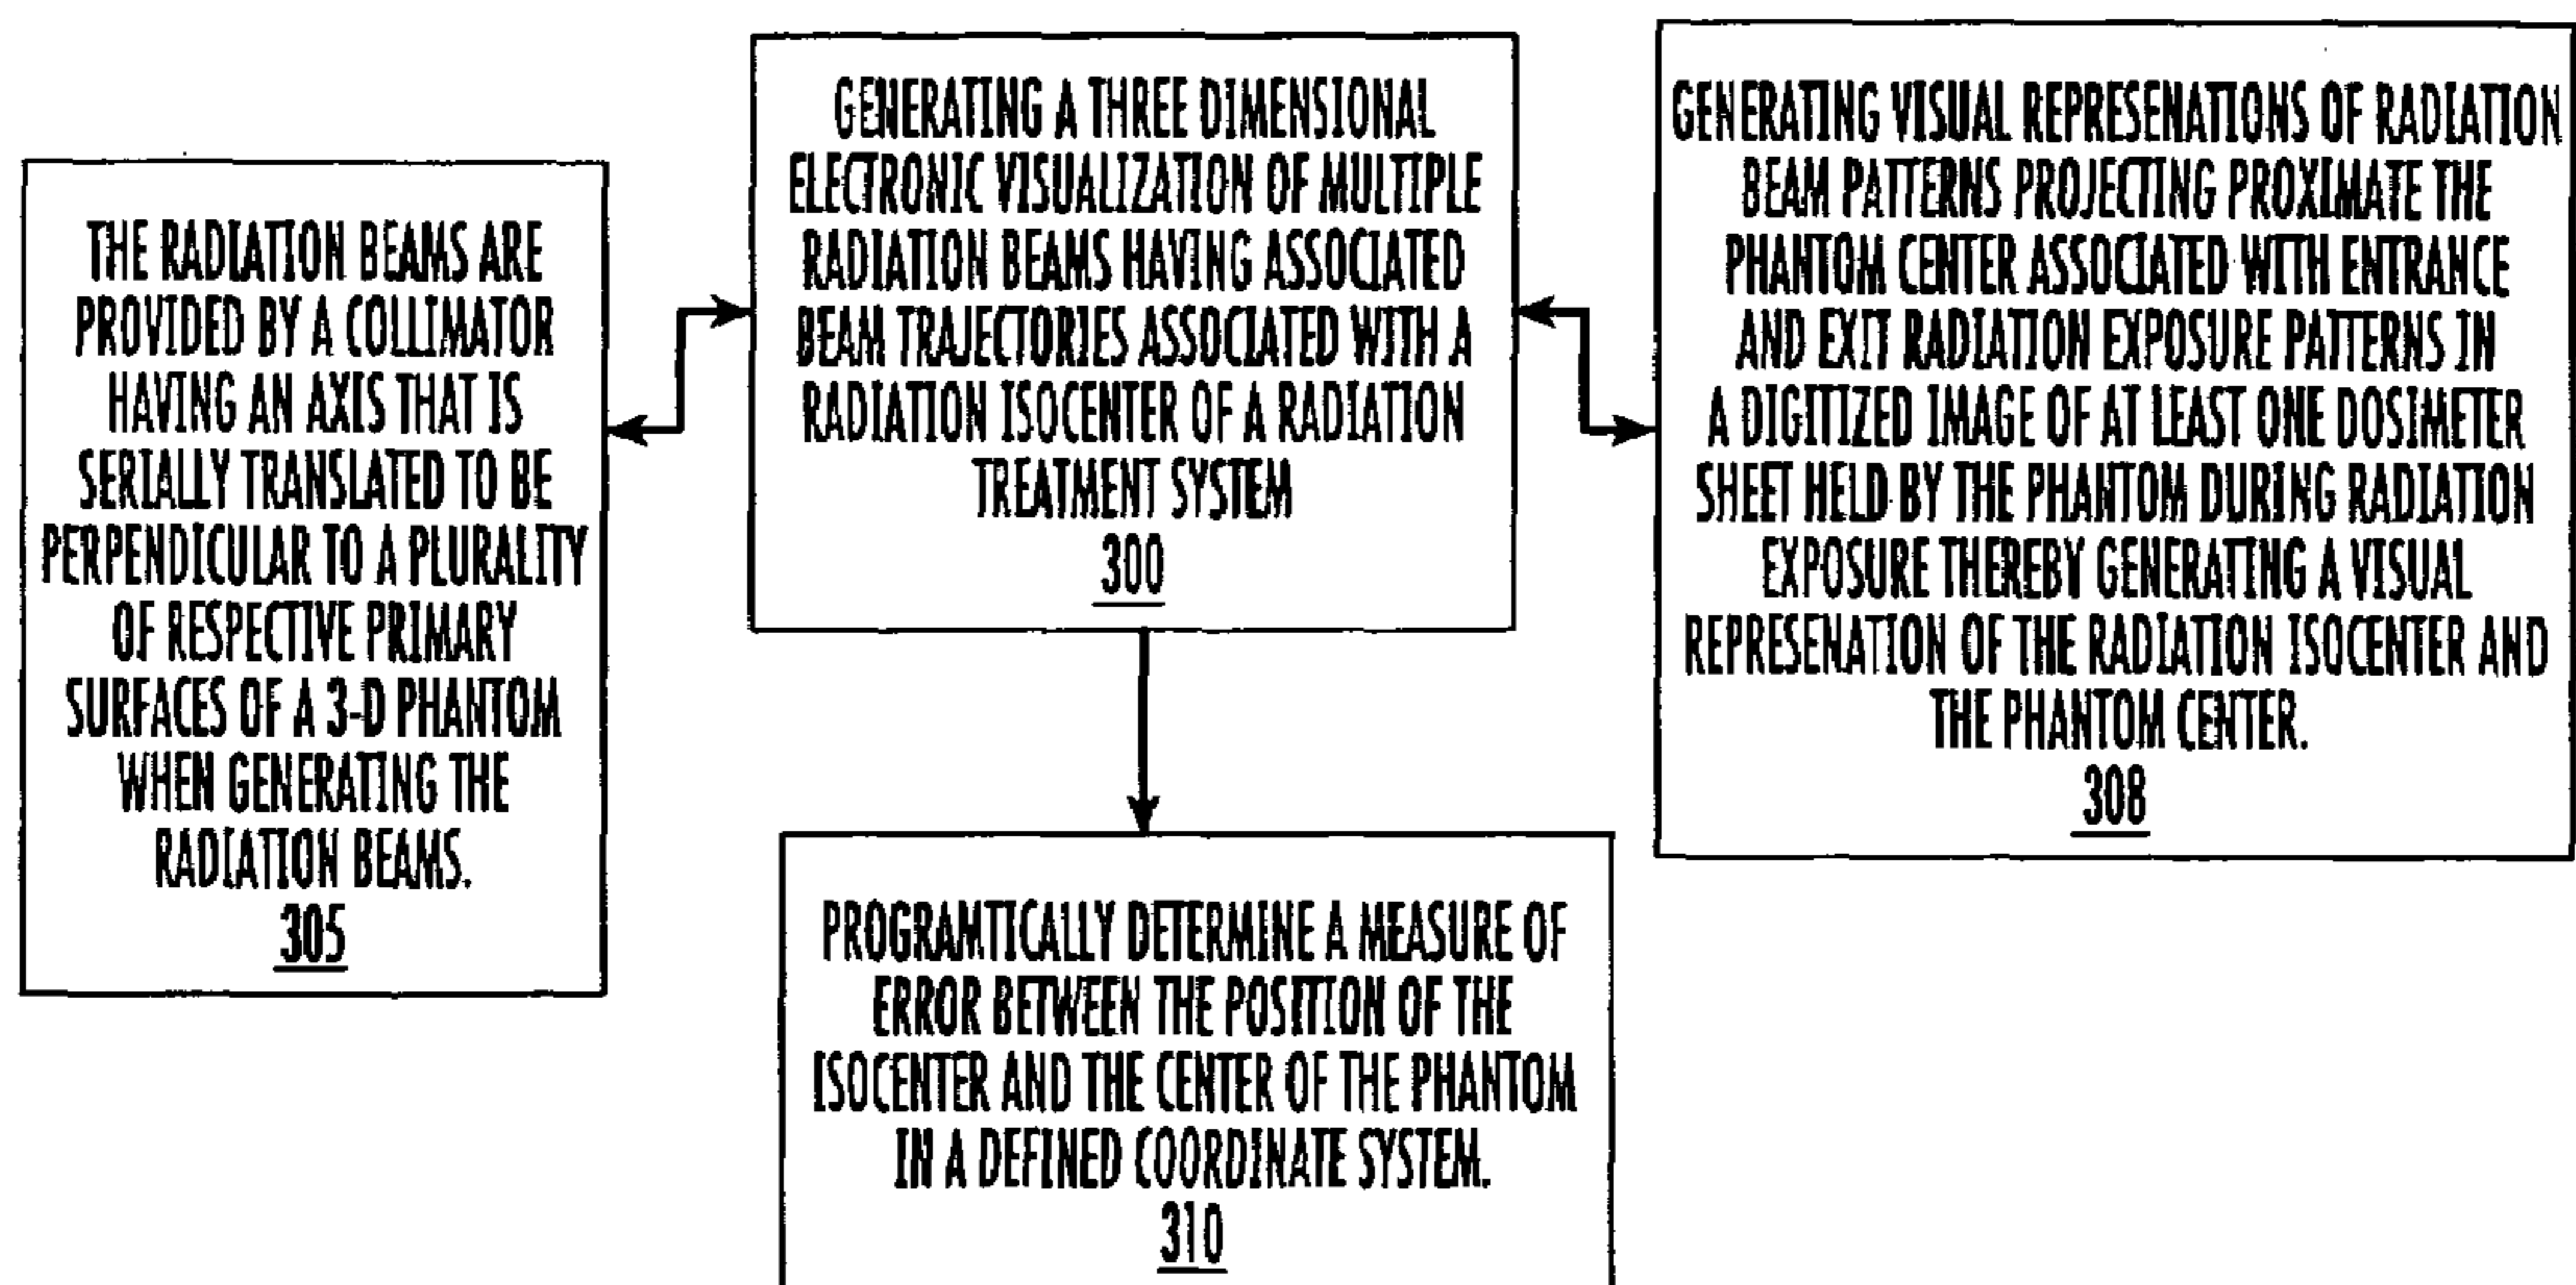 THE RADIATION BEAMS ARE
PROVIDED BY A COLLIMATOR
HAVING AN AXIS THAT IS
SERIALLY TRANSLATED TO BE
PERPENDICULAR TO A PLURALITY
OF RESPECTIVE PRIMARY
SURFACES OF A 3-D PHANTOM
WHEN GENERATING THE
RADIATION BEAMS.
305
GENERATING A THREE DIMENSIONAL
ELECTRONIC VISUALIZATION OF MULTIPLE
RADIATION BEAMS HAVING ASSOCIATED
BEAM TRAJECTORIES ASSOCIATED WITH A
RADIATION ISOCENTER OF A RADIATION
TREATMENT SYSTEM
300
GENERATING VISUAL REPRESENATIONS OF RADIATION
BEAM PATTERNS PROJECTING PROXIMATE THE
PHANTOM CENTER ASSOCIATED WITH ENTRANCE
AND EXIT RADIATION EXPOSURE PATTERNS IN
A DIGITIZED IMAGE OF AT LEAST ONE DOSIMETER
SHEET HELD BY THE PHANTOM DURING RADIATION
EXPOSURE THEREBY GENERATING A VISUAL
REPRESENATION OF THE RADIATION ISOCENTER AND
THE PHANTOM CENTER.
308
PROGRAMTICALLY DETERMINE A MEASURE OF
ERROR BETWEEN THE POSITION OF THE
ISOCENTER AND THE CENTER OF THE PHANTOM
IN A DEFINED COORDINATE SYSTEM.
310